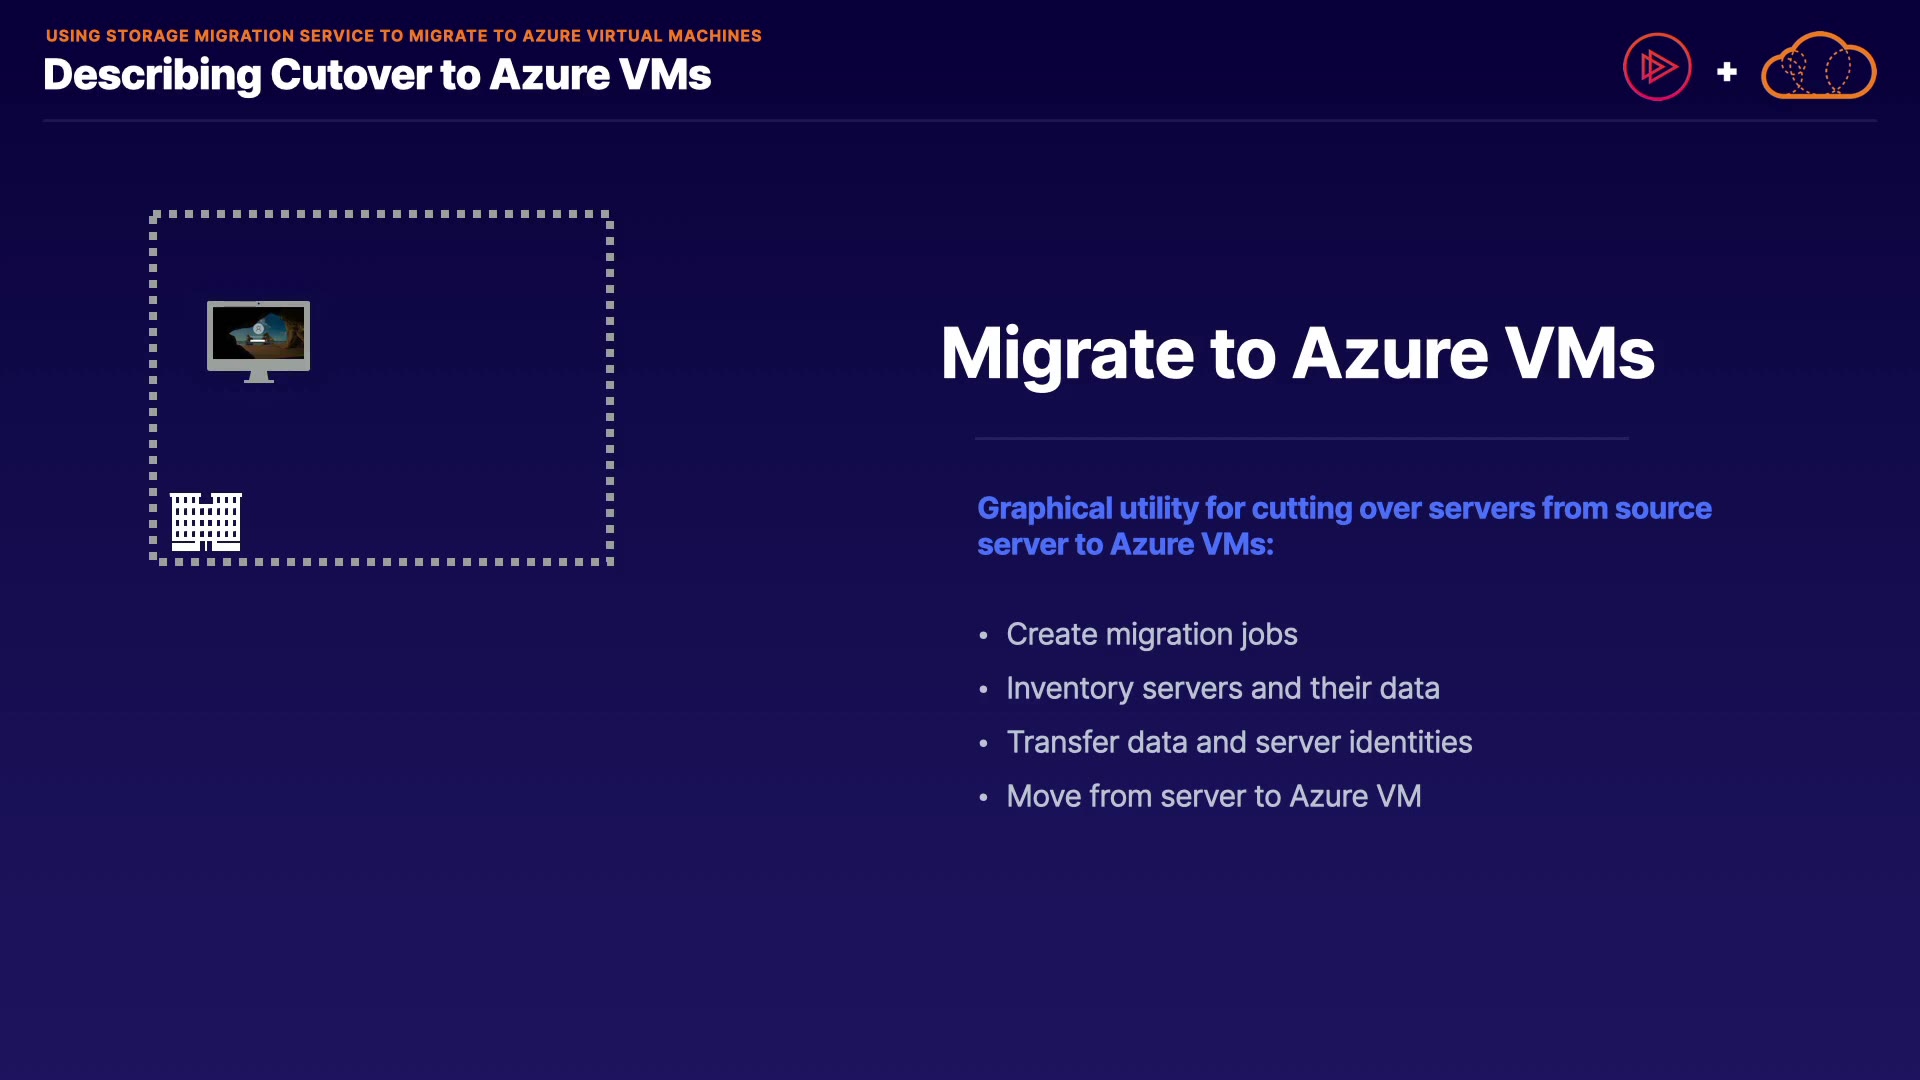 USING STORAGE MIGRATION SERVICE TO MIGRATE TO AZURE VIRTUAL MACHINES
Describing Cutover to Azure VMs
Migrate to Azure VMs
Graphical utility for cutting over servers from source
server to Azure VMs:
• Create migration jobs
• Inventory servers and their data
• Transfer data and server identities
• Move from server to Azure VM